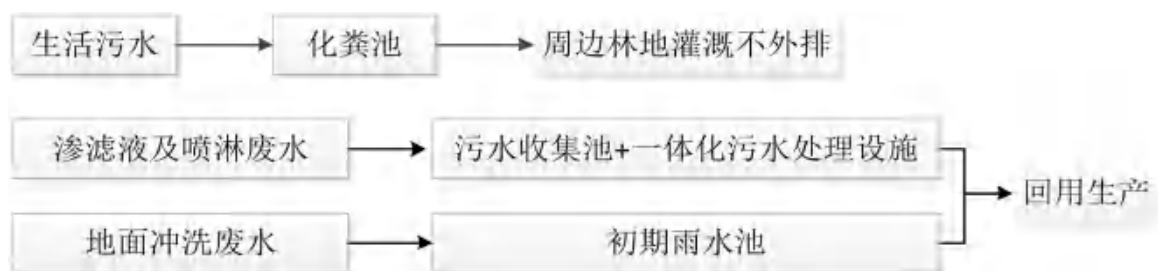 生活污水
化粪池
周边林地灌溉不外排
渗滤液及喷淋废水
污水收集池+一体化污水处理设施
回用生产
地面冲洗废水
初期雨水池